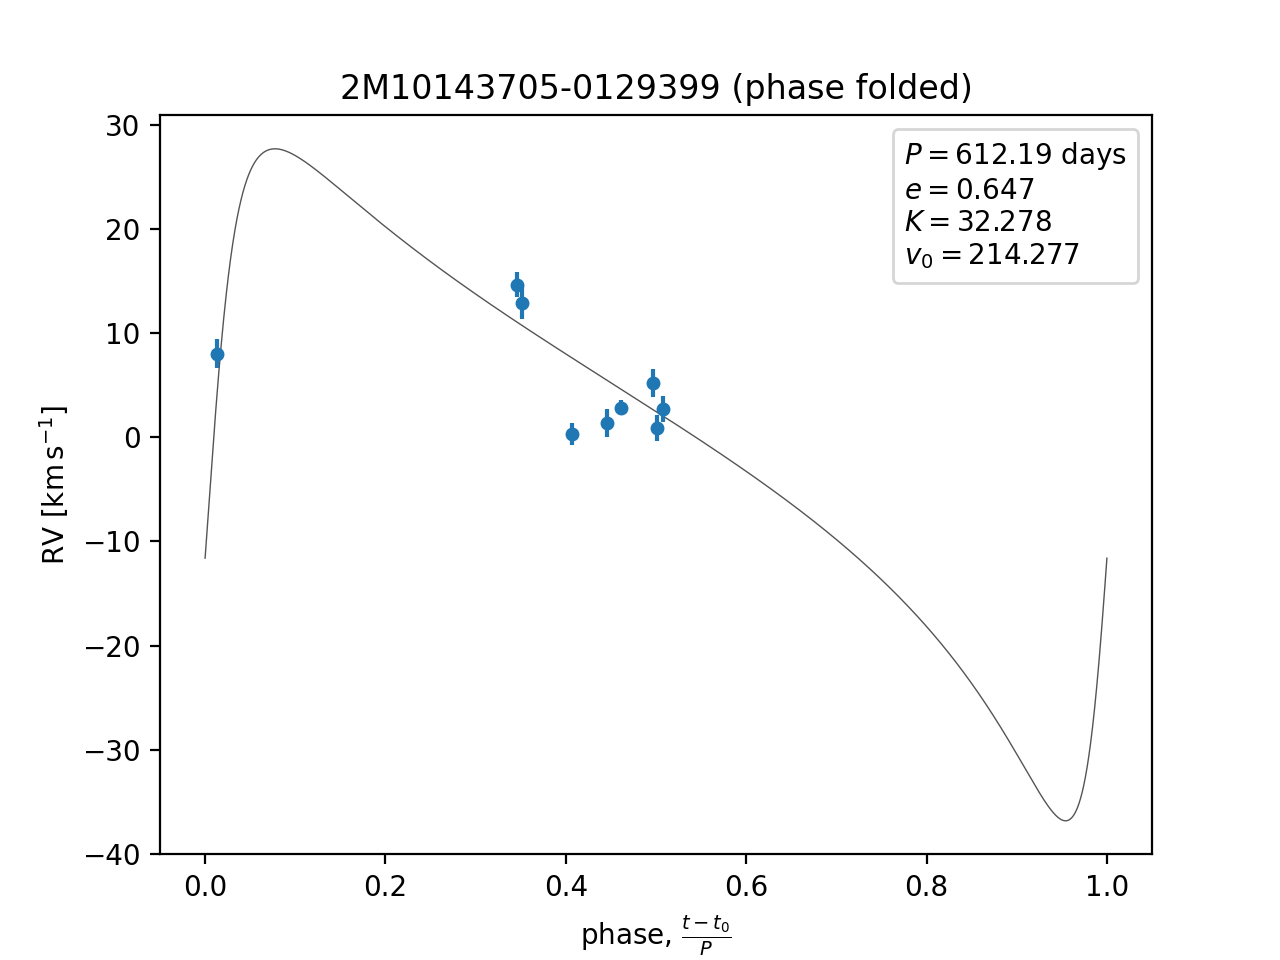 2M10143705-0129399 (phase folded)
P = 612.19 days
e = 0.647
K = 32.278
v₀ = 214.277
30
20
10
0
−10
−20
−30
−40
RV [km s⁻¹]
0.0 0.2 0.4 0.6 0.8 1.0
phase, (t − t₀)/P